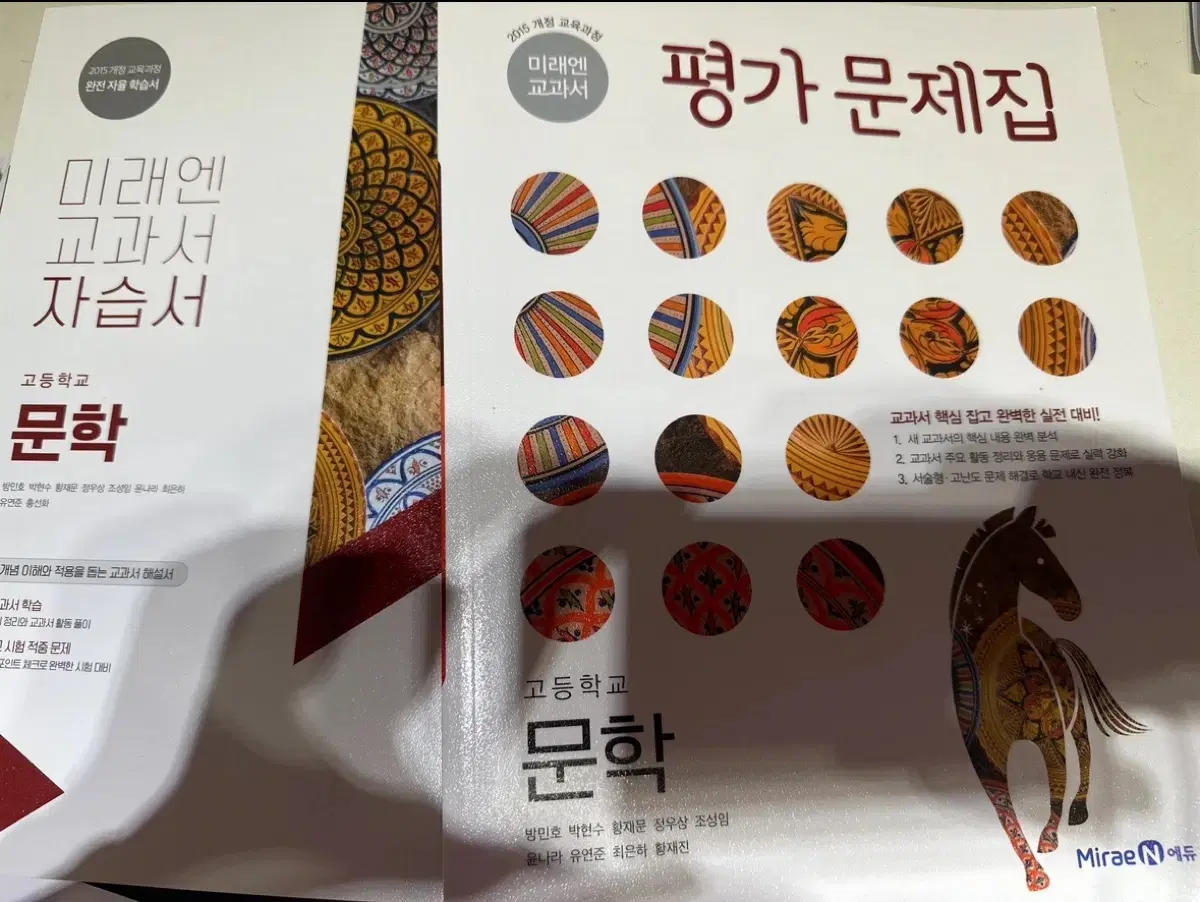 2015 개정 교육과정
완전 자율 학습서
미래엔
교과서
자습서
고등학교
문학
방민호 박현수 황재문 정우상 조성임 윤나라 최은하
유연준 홍선화
개념 이해와 적용을 돕는 교과서 해설서
과서 학습
정리와 교과서 활동 풀이
시험 적중 문제
포인트 체크로 완벽한 시험 대비
2015 개정 교육과정
미래엔
교과서
평가 문제집
교과서 핵심 잡고 완벽한 실전 대비!
1. 새 교과서의 핵심 내용 완벽 분석
2. 교과서 주요 활동 정리와 응용 문제로 실력 강화
3. 서술형·고난도 문제 해결로 학교 내신 완전 정복
고등학교
문학
방민호 박현수 황재문 정우상 조성임
윤나라 유연준 최은하 황재진
Mirae N 에듀